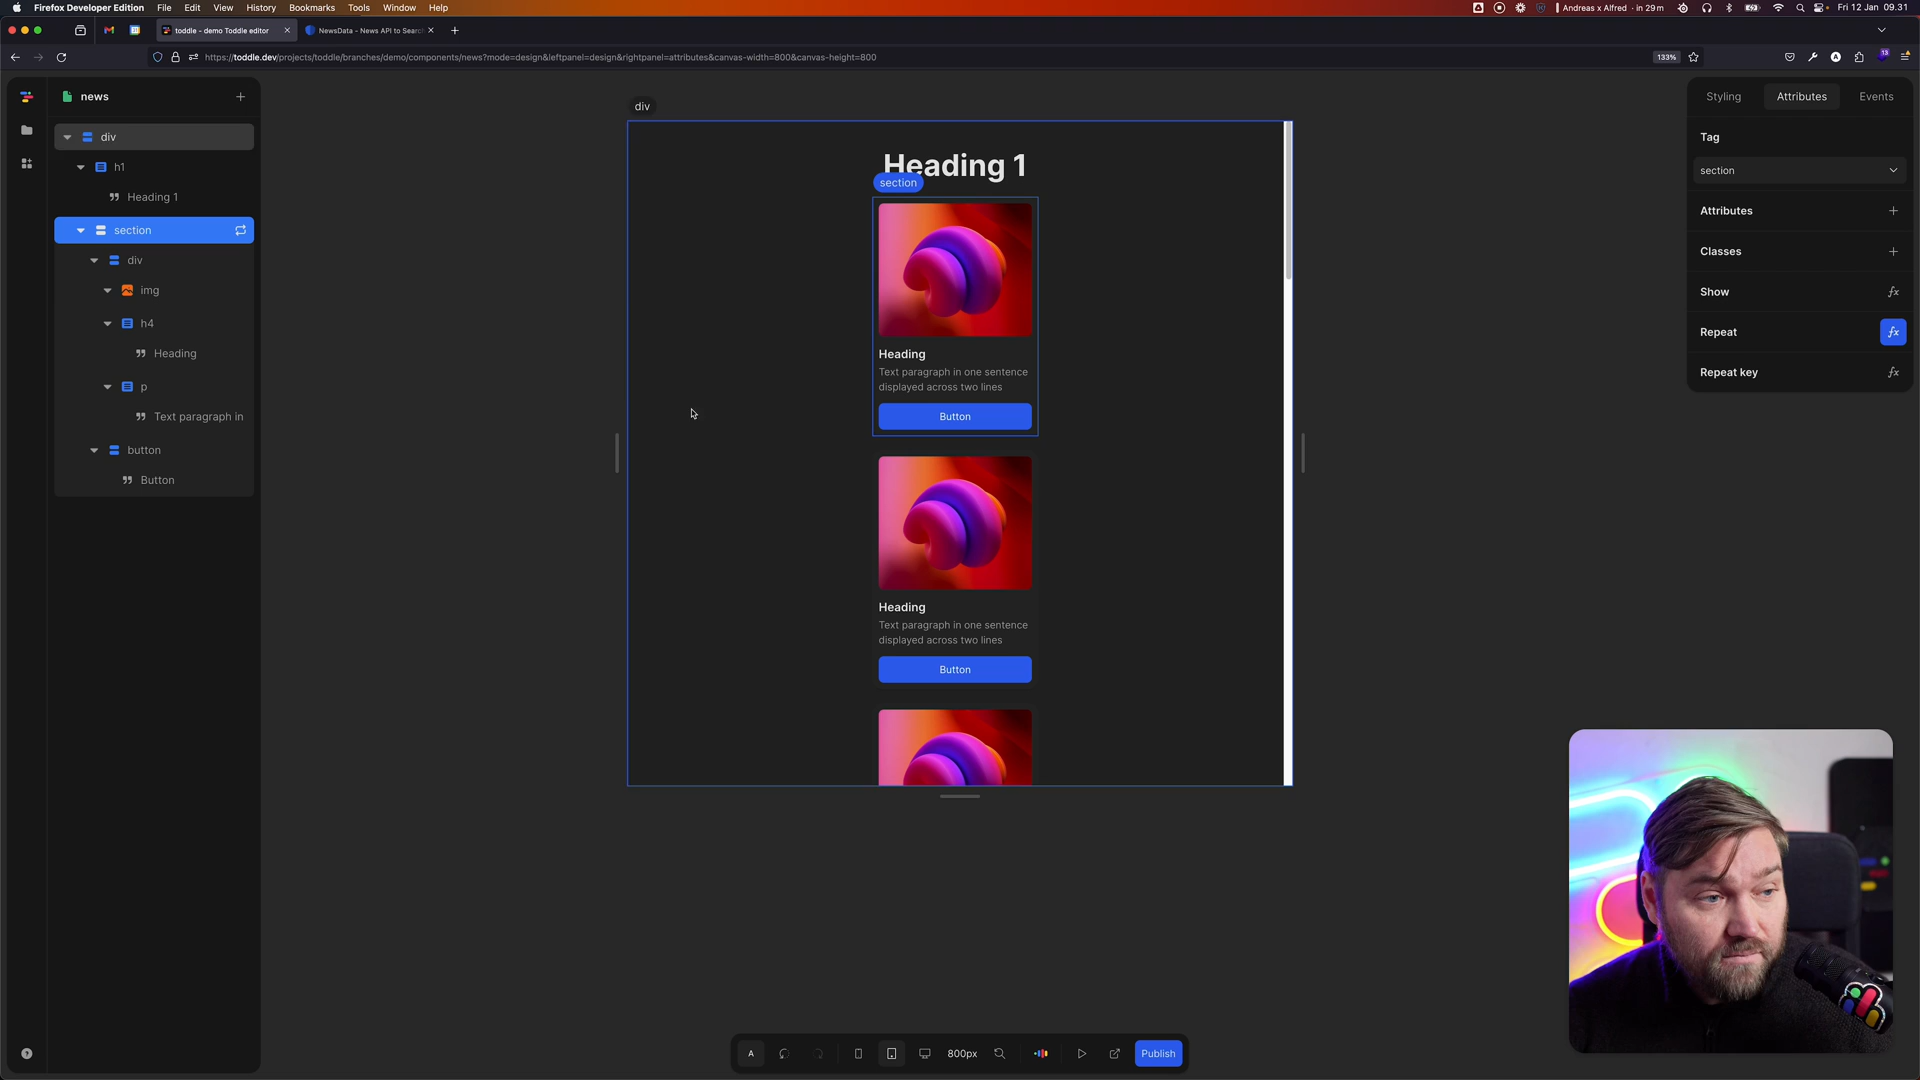 Firefox Developer Edition File Edit View History Bookmarks Tools Window Help
Andreas x Alfred · in 29 m
Fri 12 Jan 09.31
toddle - demo Toddle editor
NewsData - News API to Search
https://toddle.dev/projects/toddle/branches/demo/components/news?mode=design&leftpanel=design&rightpanel=attributes&canvas-width=800&canvas-height=800
133%
13
news
div
h1
Heading 1
section
div
img
h4
Heading
p
Text paragraph in
button
Button
div
Heading 1
section
Heading
Text paragraph in one sentence
displayed across two lines
Button
Heading
Text paragraph in one sentence
displayed across two lines
Button
Styling Attributes Events
Tag
section
Attributes
Classes
Show
fx
Repeat
fx
Repeat key
fx
A
800px
Publish